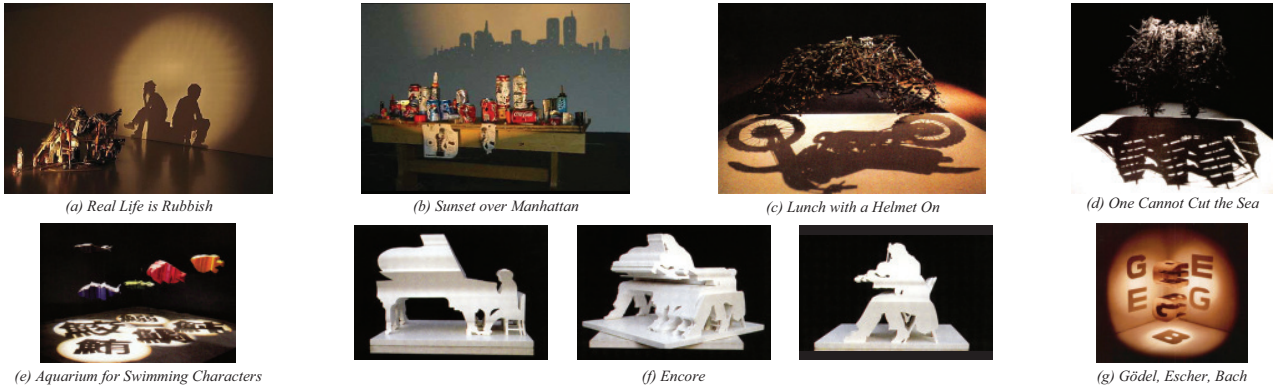 (a) Real Life is Rubbish
(b) Sunset over Manhattan
(c) Lunch with a Helmet On
(d) One Cannot Cut the Sea
G E
E G
B
(e) Aquarium for Swimming Characters
(f) Encore
(g) Gödel, Escher, Bach